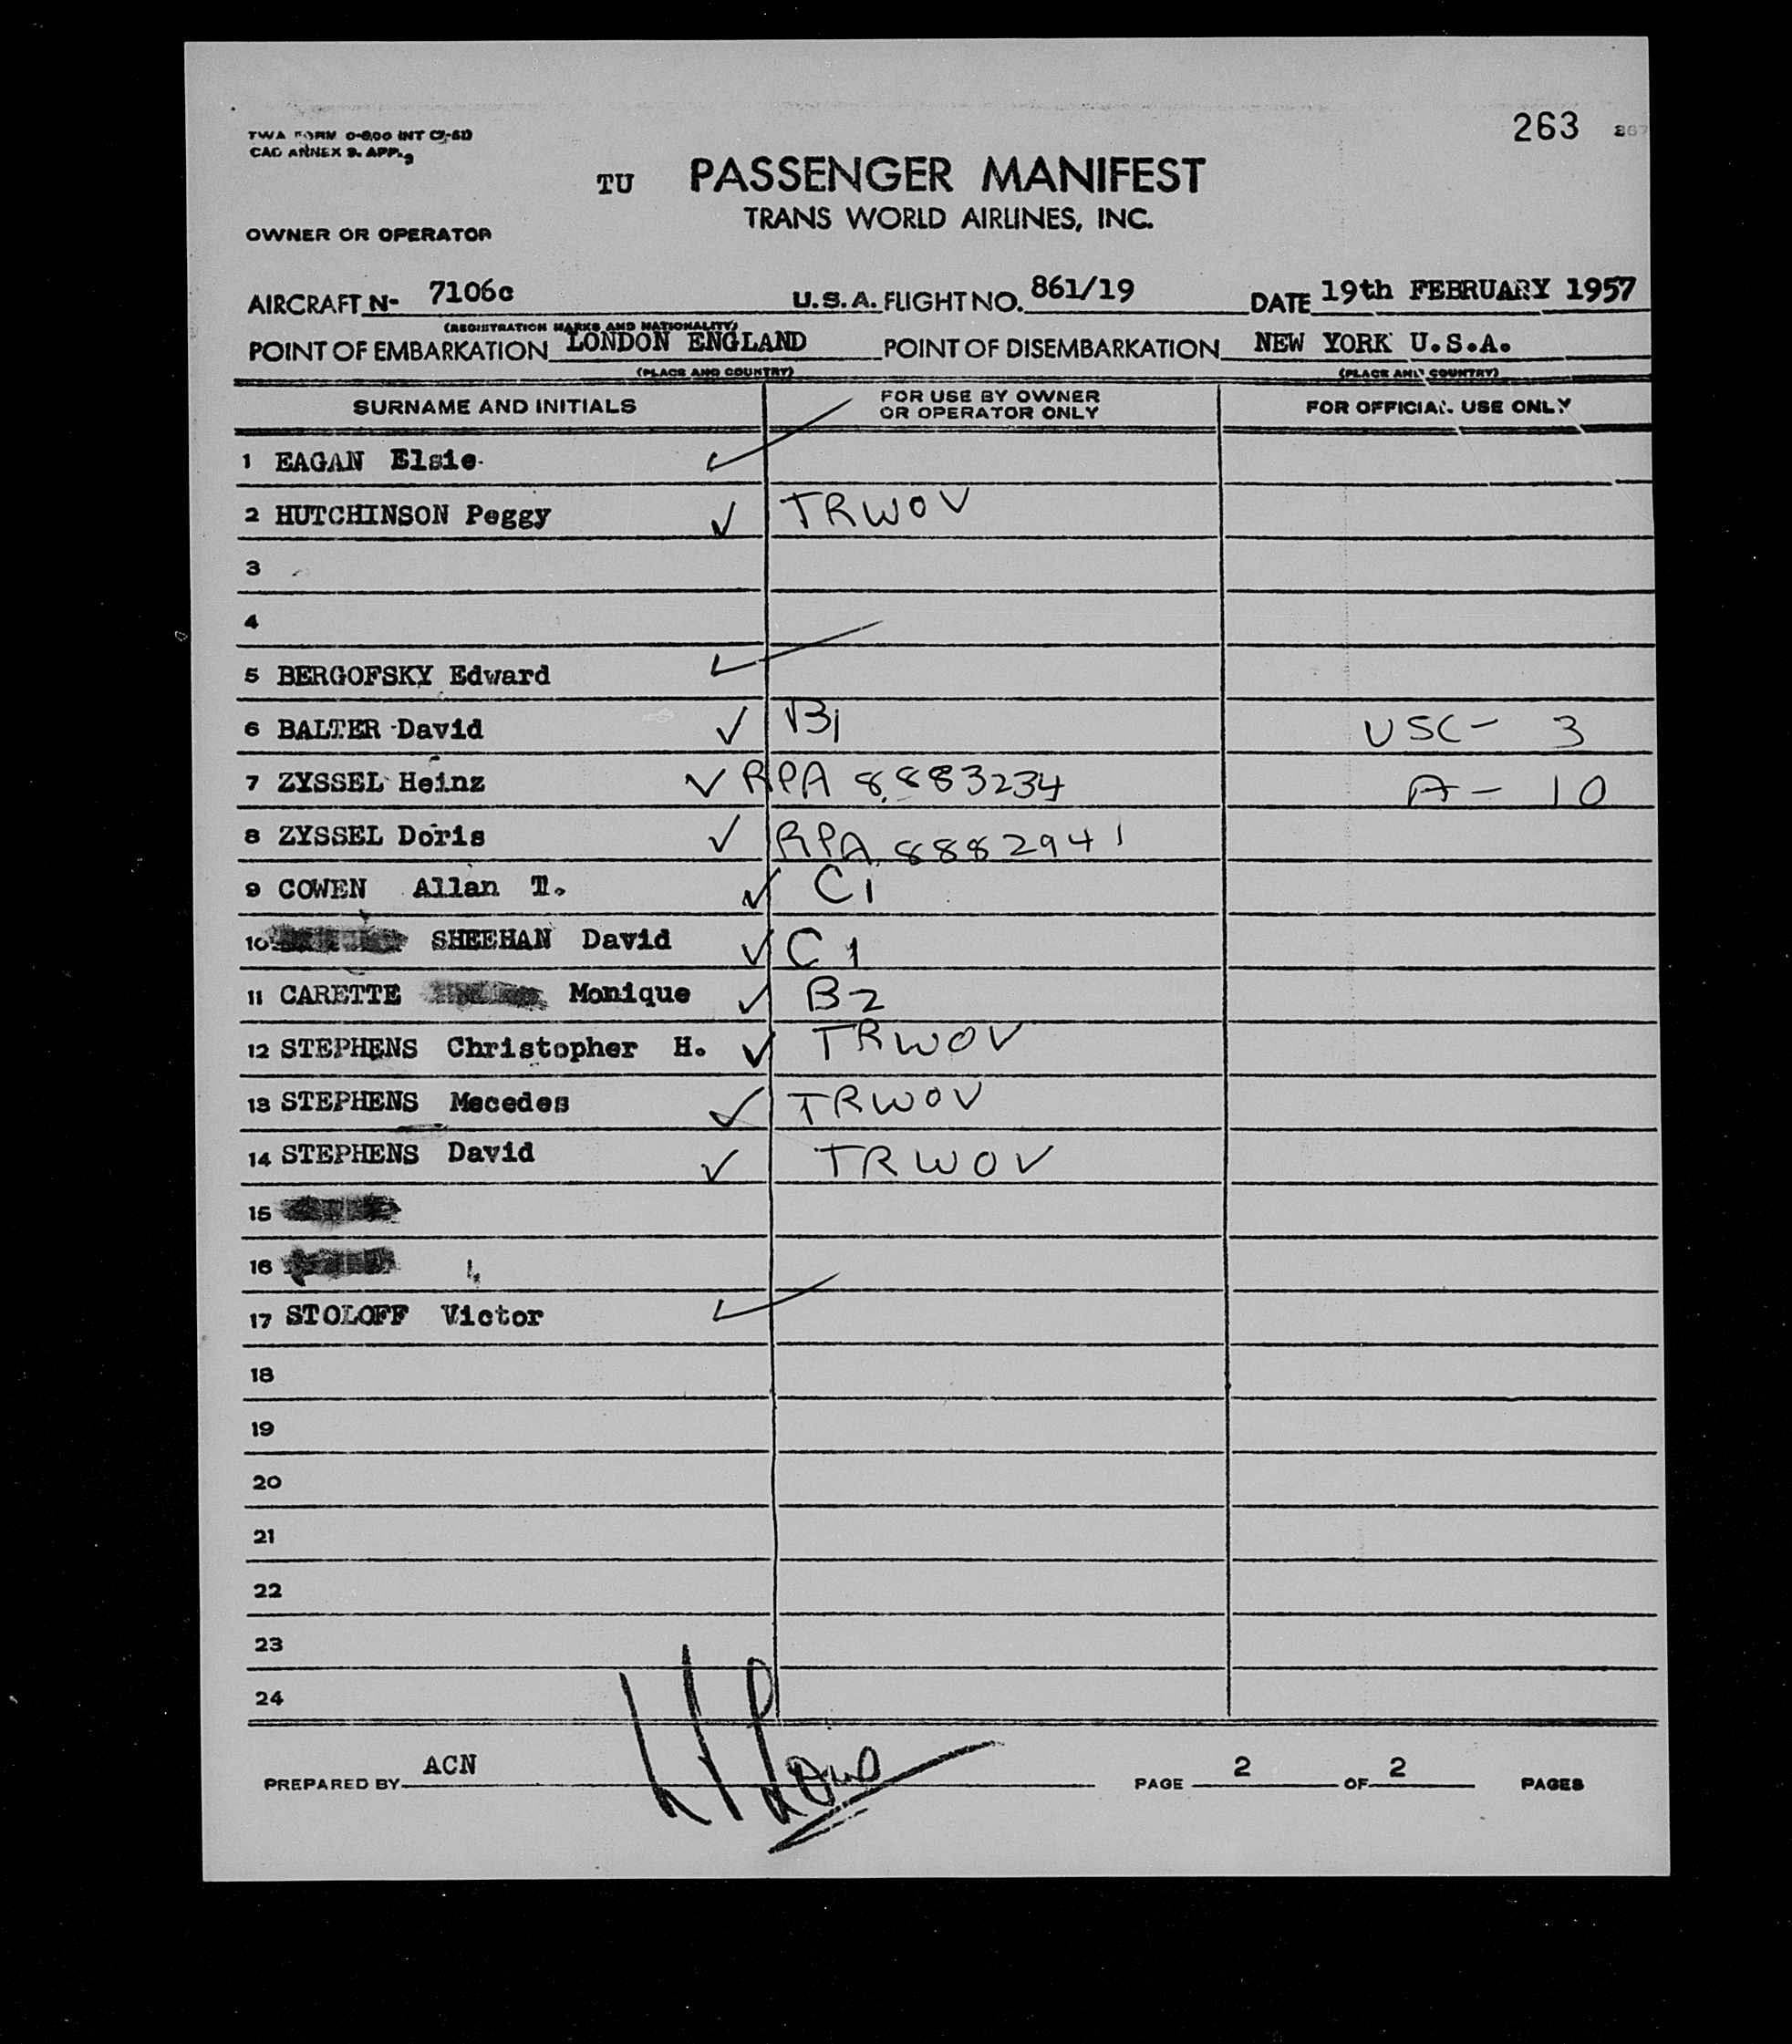 263
TWA FORM
CAO ANNEX 9. APP. 9
TU PASSENGER MANIFEST
TRANS WORLD AIRLINES, INC.
OWNER OR OPERATOR
AIRCRAFT N- 7106c U.S.A. FLIGHT NO. 861/19 DATE 19th FEBRUARY 1957
(REGISTRATION MARKS AND NATIONALITY)
POINT OF EMBARKATION LONDON ENGLAND POINT OF DISEMBARKATION NEW YORK U.S.A.
(PLACE AND COUNTRY) (PLACE AND COUNTRY)
SURNAME AND INITIALS FOR USE BY OWNER OR OPERATOR ONLY FOR OFFICIAL USE ONLY
1 EAGAN Elsie ✓
2 HUTCHINSON Peggy ✓ TRWOV
3
4
5 BERGOFSKY Edward ✓
6 BALTER David ✓ B1 USC- 3
7 ZYSSEL Heinz ✓ RPA 8883234 A- 10
8 ZYSSEL Doris ✓ RPA 8882941
9 COWEN Allan T. ✓ C1
10 SHEEHAN David ✓ C1
11 CARETTE Monique ✓ B2
12 STEPHENS Christopher H. ✓ TRWOV
13 STEPHENS Mecedes ✓ TRWOV
14 STEPHENS David ✓ TRWOV
15
16
17 STOLOFF Victor ✓
18
19
20
21
22
23
24
PREPARED BY ACN PAGE 2 OF 2 PAGES